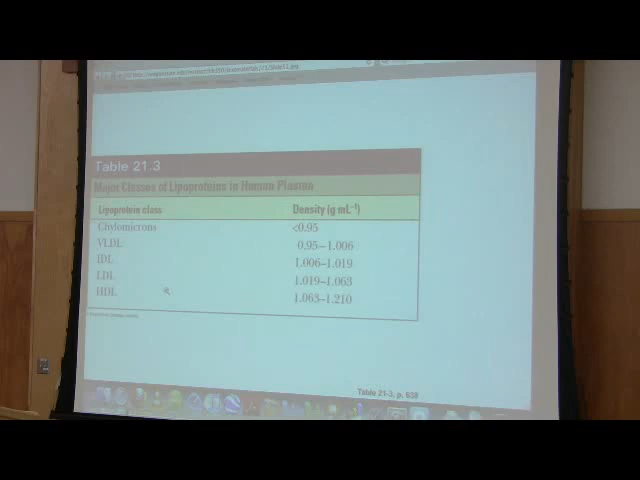 Table 21.3
Major Classes of Lipoproteins in Human Plasma
Lipoprotein class Density (g mL⁻¹)
Chylomicrons <0.95
VLDL 0.95–1.006
IDL 1.006–1.019
LDL 1.019–1.063
HDL 1.063–1.210
Table 21-3, p. 638